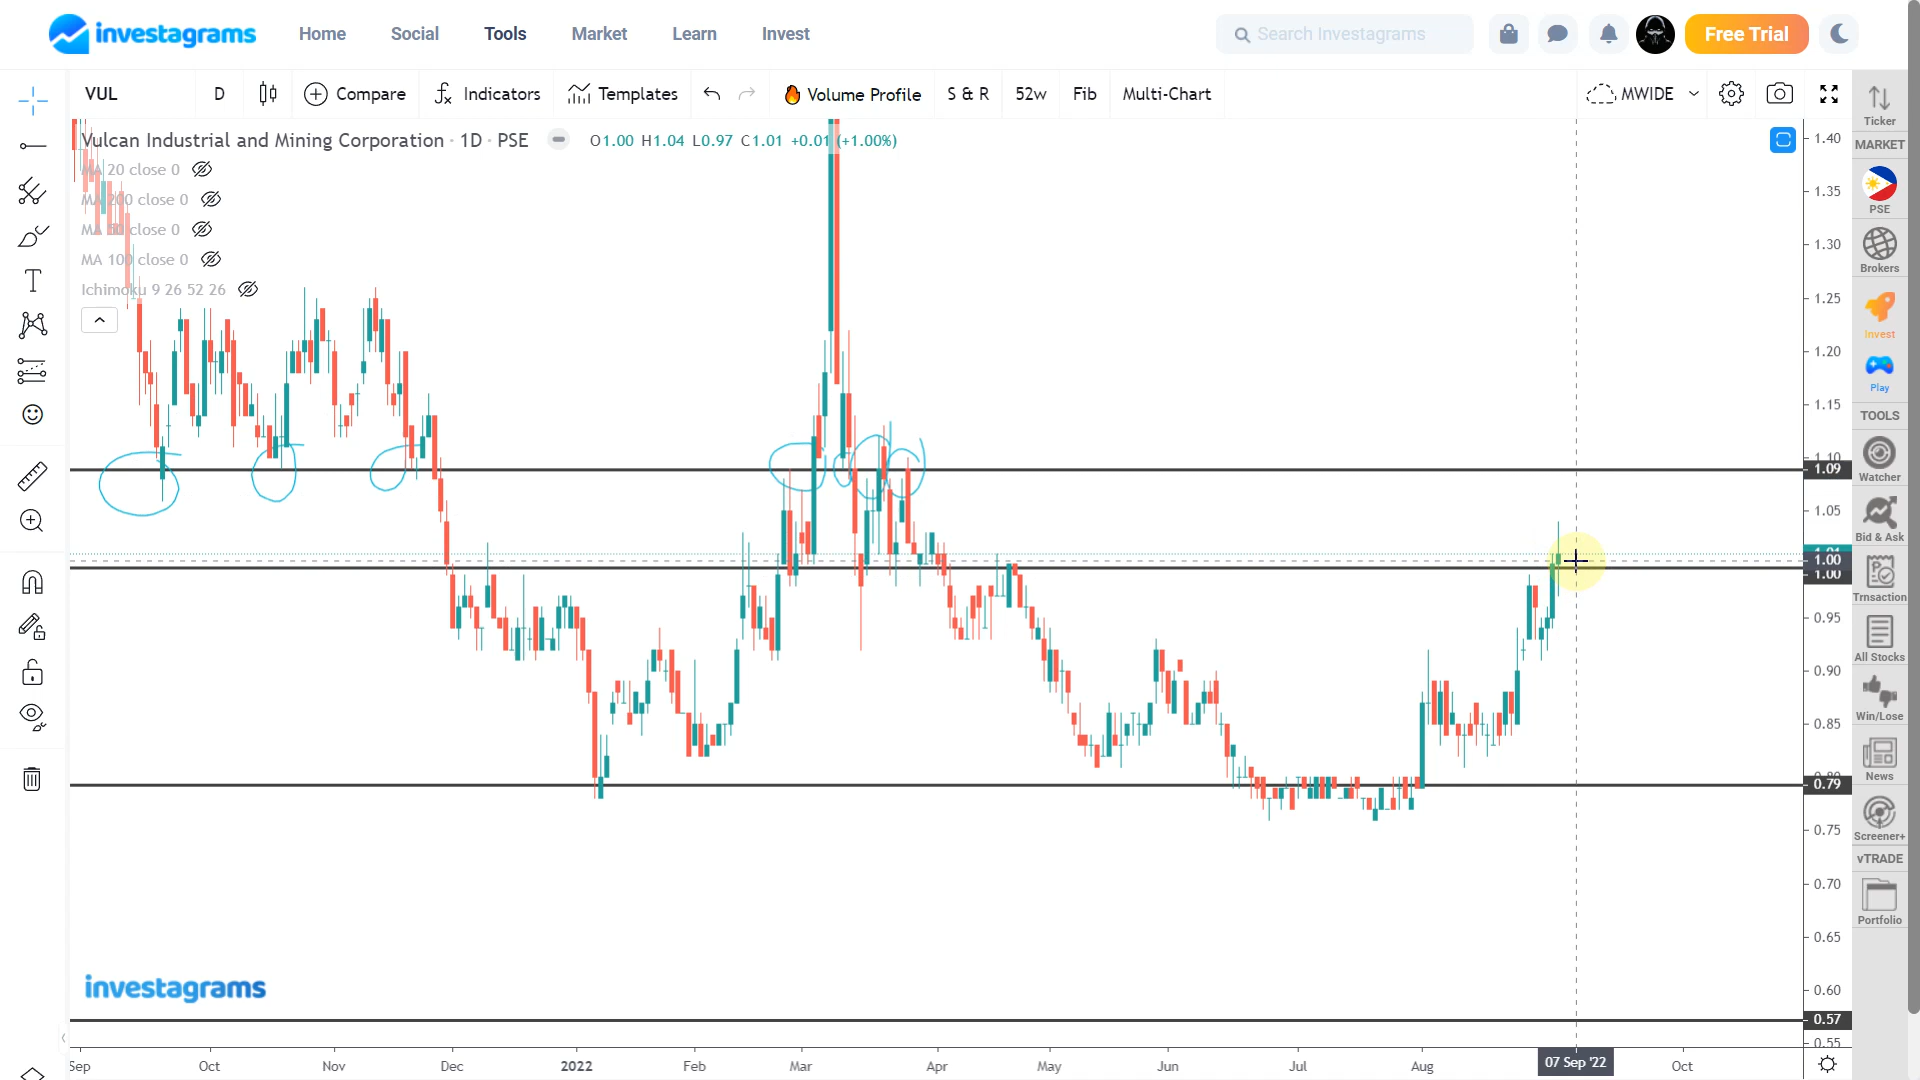 investagrams
Home
Social
Tools
Market
Learn
Invest
Search Investagrams
Free Trial
VUL
D
Compare
Indicators
Templates
Volume Profile
S & R
52w
Fib
Multi-Chart
MWIDE
Ticker
Vulcan Industrial and Mining Corporation · 1D · PSE
O1.00 H1.04 L0.97 C1.01 +0.01 (+1.00%)
MA 20 close 0
MA 200 close 0
close 0
MA 100 close 0
Ichimoku 9 26 52 26
1.40
1.35
1.30
1.25
1.20
1.15
1.10
1.09
1.05
1.00
1.00
0.95
0.90
0.85
0.79
0.75
0.70
0.65
0.60
0.57
0.55
MARKET
PSE
Brokers
Invest
Play
TOOLS
Watcher
Bid & Ask
Trnsaction
All Stocks
Win/Lose
News
Screener+
vTRADE
Portfolio
investagrams
Sep
Oct
Nov
Dec
2022
Feb
Mar
Apr
May
Jun
Jul
Aug
07 Sep '22
Oct